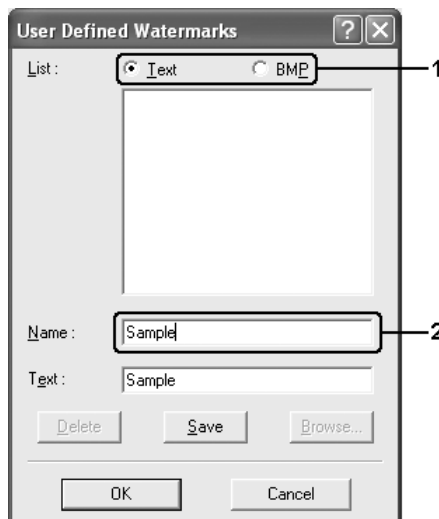 User Defined Watermarks
List : Text BMP 1
Name : Sample 2
Text : Sample
Delete Save Browse...
OK Cancel